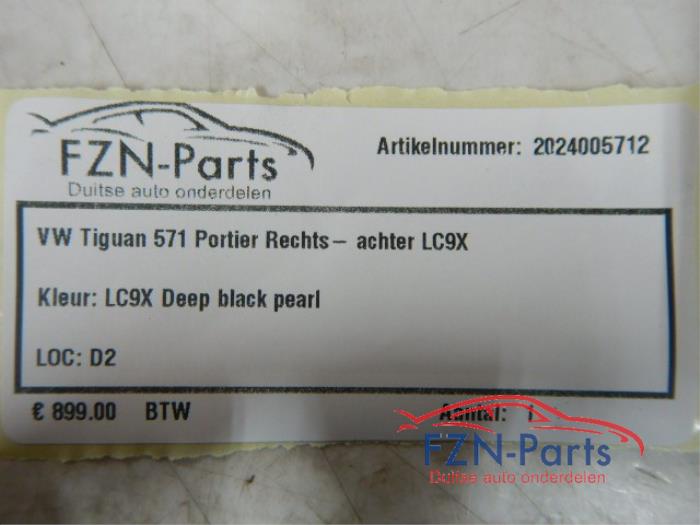 FZN-Parts
Duitse auto onderdelen
Artikelnummer: 2024005712
VW Tiguan 571 Portier Rechts- achter LC9X
Kleur: LC9X Deep black pearl
LOC: D2
€ 899.00 BTW
Aantal: 1
FZN-Parts
Duitse auto onderdelen